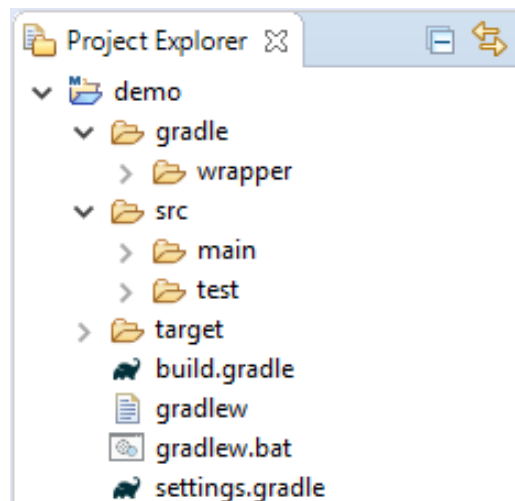 Project Explorer
demo
gradle
wrapper
src
main
test
target
build.gradle
gradlew
gradlew.bat
settings.gradle